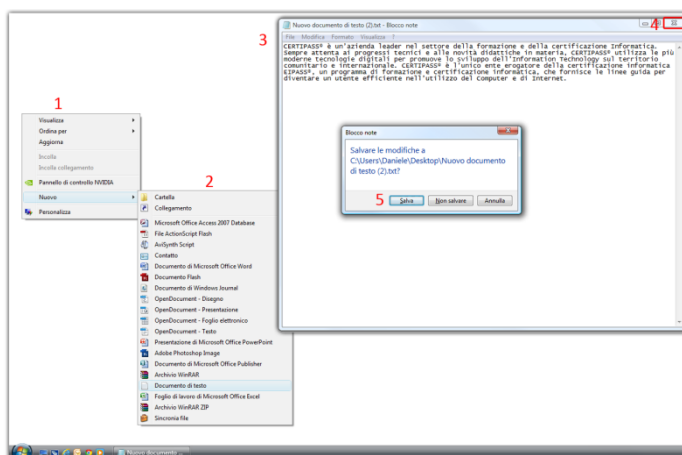 1
Visualizza
Ordina per
Aggiorna
Incolla
Incolla collegamento
Pannello di controllo NVIDIA
Nuovo
Personalizza
2
Cartella
Collegamento
Microsoft Office Access 2007 Database
File ActionScript Flash
AviSynth Script
Contatto
Documento di Microsoft Office Word
Documento Flash
Documento di Windows Journal
OpenDocument - Disegno
OpenDocument - Presentazione
OpenDocument - Foglio elettronico
OpenDocument - Testo
Presentazione di Microsoft Office PowerPoint
Adobe Photoshop Image
Documento di Microsoft Office Publisher
Archivio WinRAR
Documento di testo
Foglio di lavoro di Microsoft Office Excel
Archivio WinRAR ZIP
Sincronia file
3
Nuovo documento di testo (2).txt - Blocco note
4
File Modifica Formato Visualizza ?
CERTIPASS® è un'azienda leader nel settore della formazione e della certificazione Informatica.
Sempre attenta ai progressi tecnici e alle novità didattiche in materia, CERTIPASS® utilizza le più
moderne tecnologie digitali per promuove lo sviluppo dell'Information Technology sul territorio
comunitario e internazionale. CERTIPASS® è l'unico ente erogatore della certificazione informatica
EIPASS®, un programma di formazione e certificazione informatica, che fornisce le linee guida per
diventare un utente efficiente nell'utilizzo del Computer e di Internet.
Blocco note
Salvare le modifiche a
C:\Users\Daniele\Desktop\Nuovo documento
di testo (2).txt?
5
Salva Non salvare Annulla
Nuovo documento ...